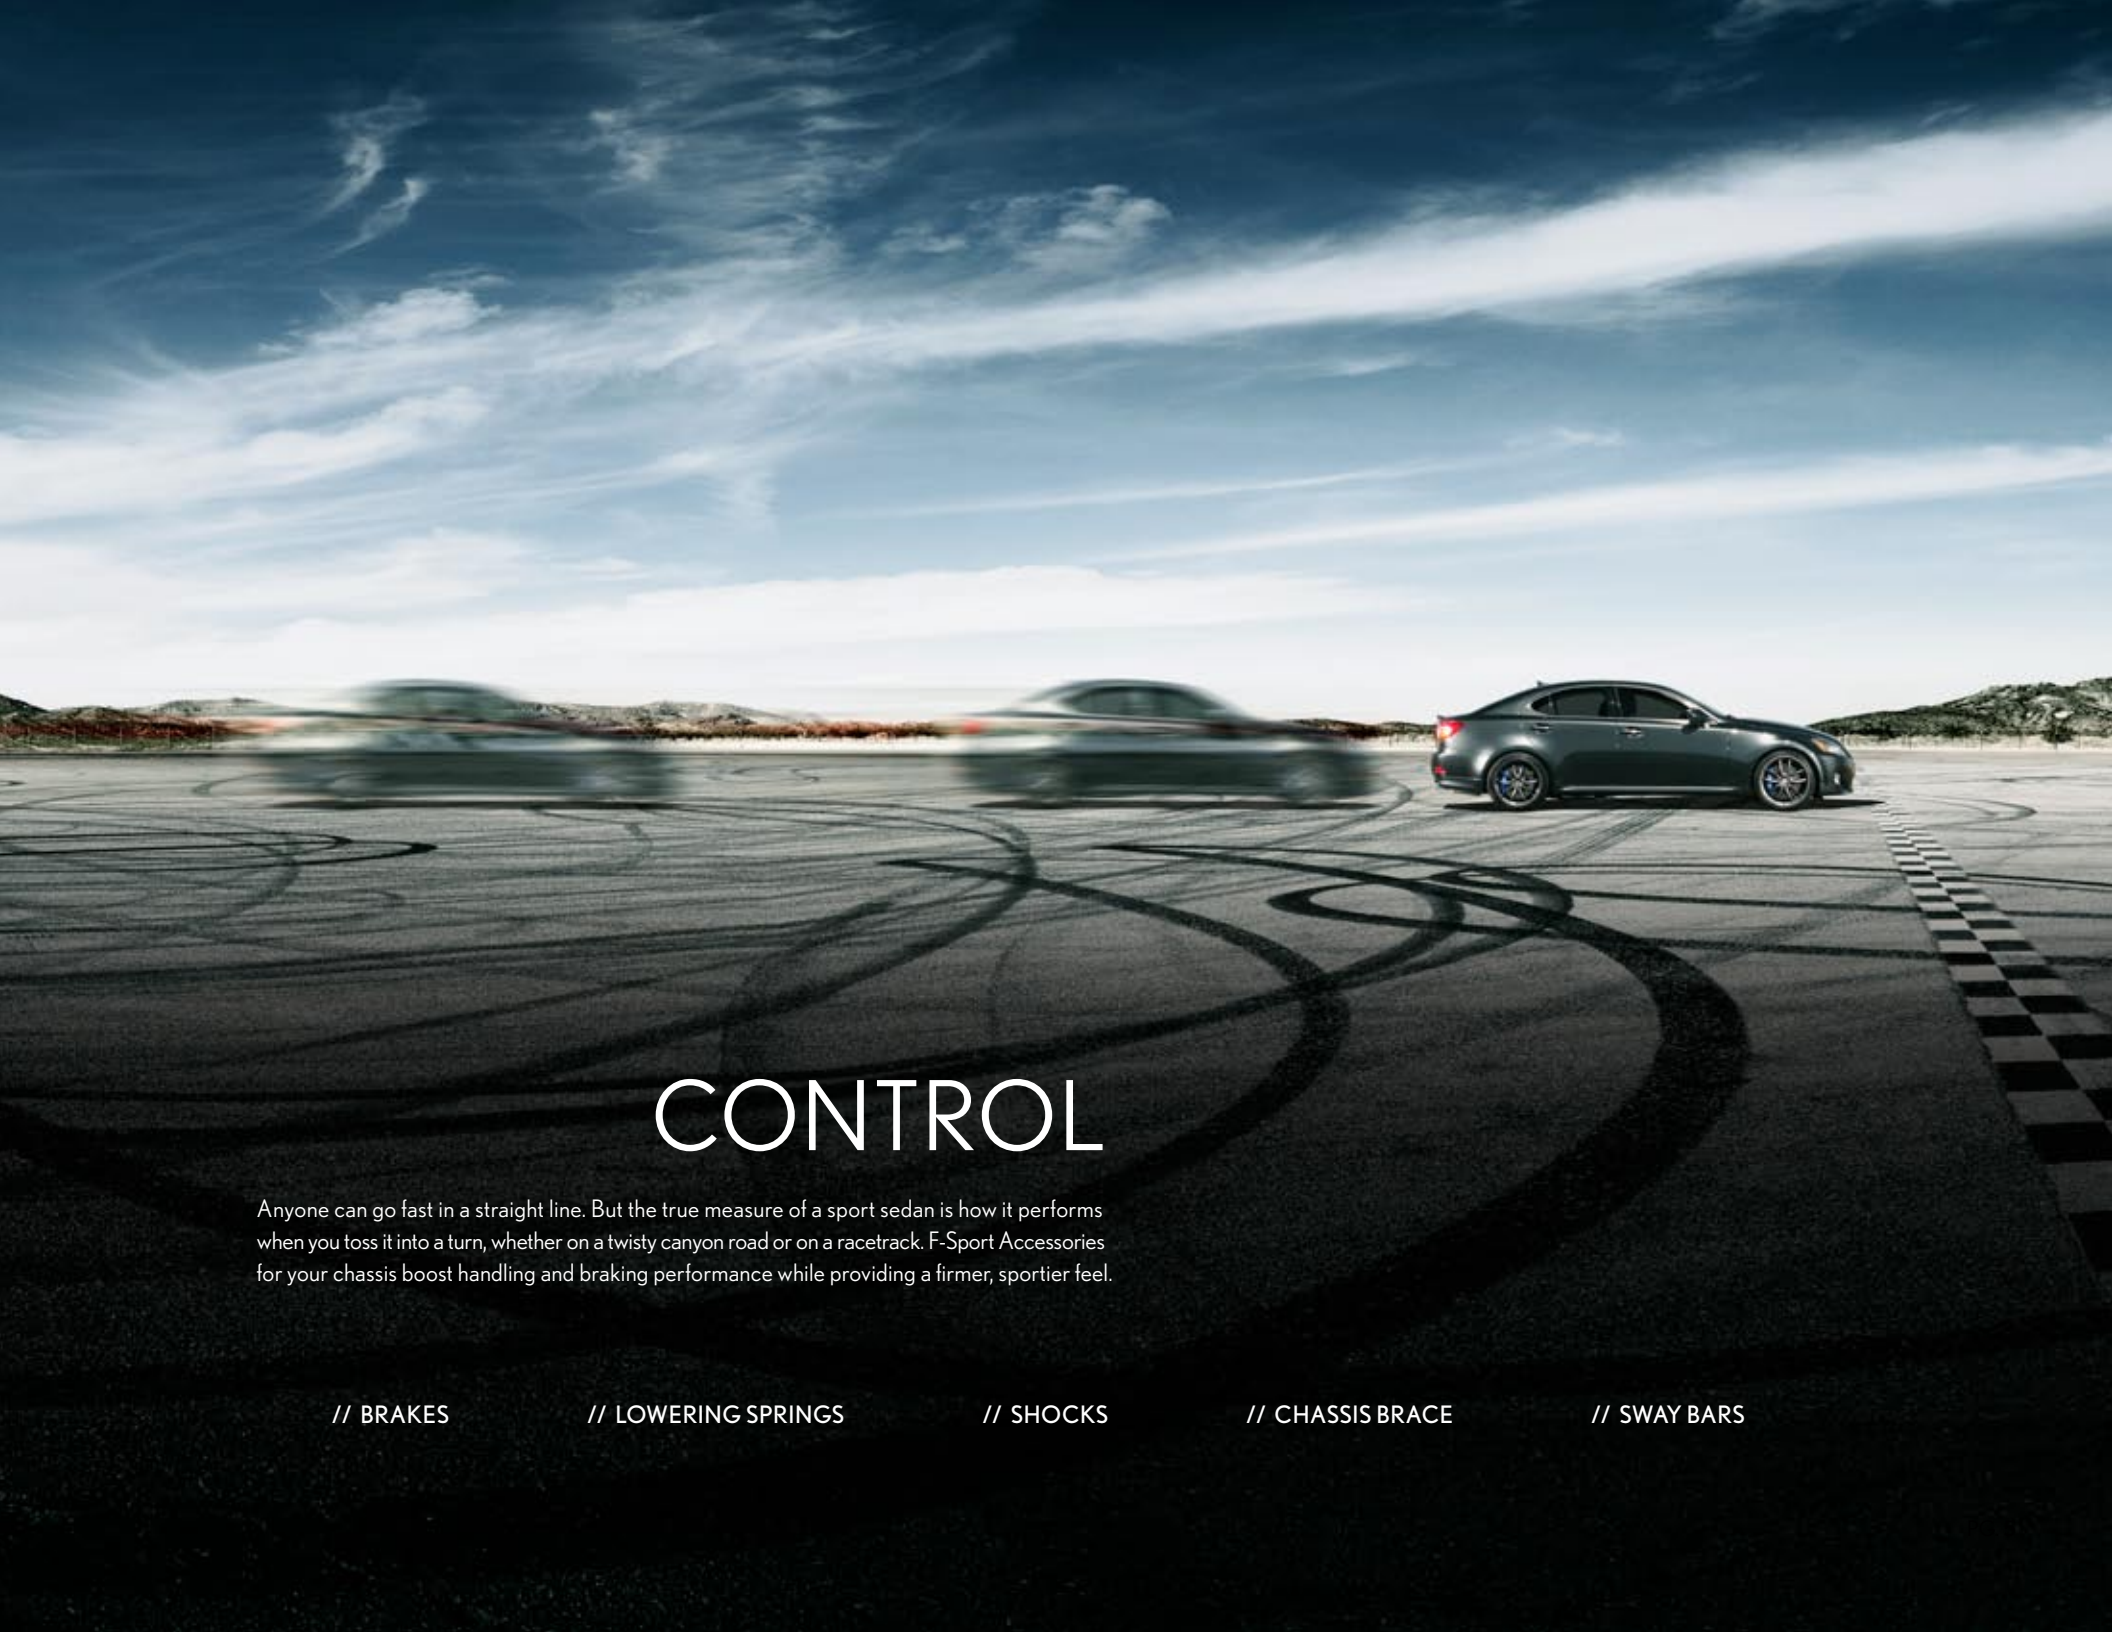 CONTROL
Anyone can go fast in a straight line. But the true measure of a sport sedan is how it performs
when you toss it into a turn, whether on a twisty canyon road or on a racetrack. F-Sport Accessories
for your chassis boost handling and braking performance while providing a firmer, sportier feel.
// BRAKES // LOWERING SPRINGS // SHOCKS // CHASSIS BRACE // SWAY BARS